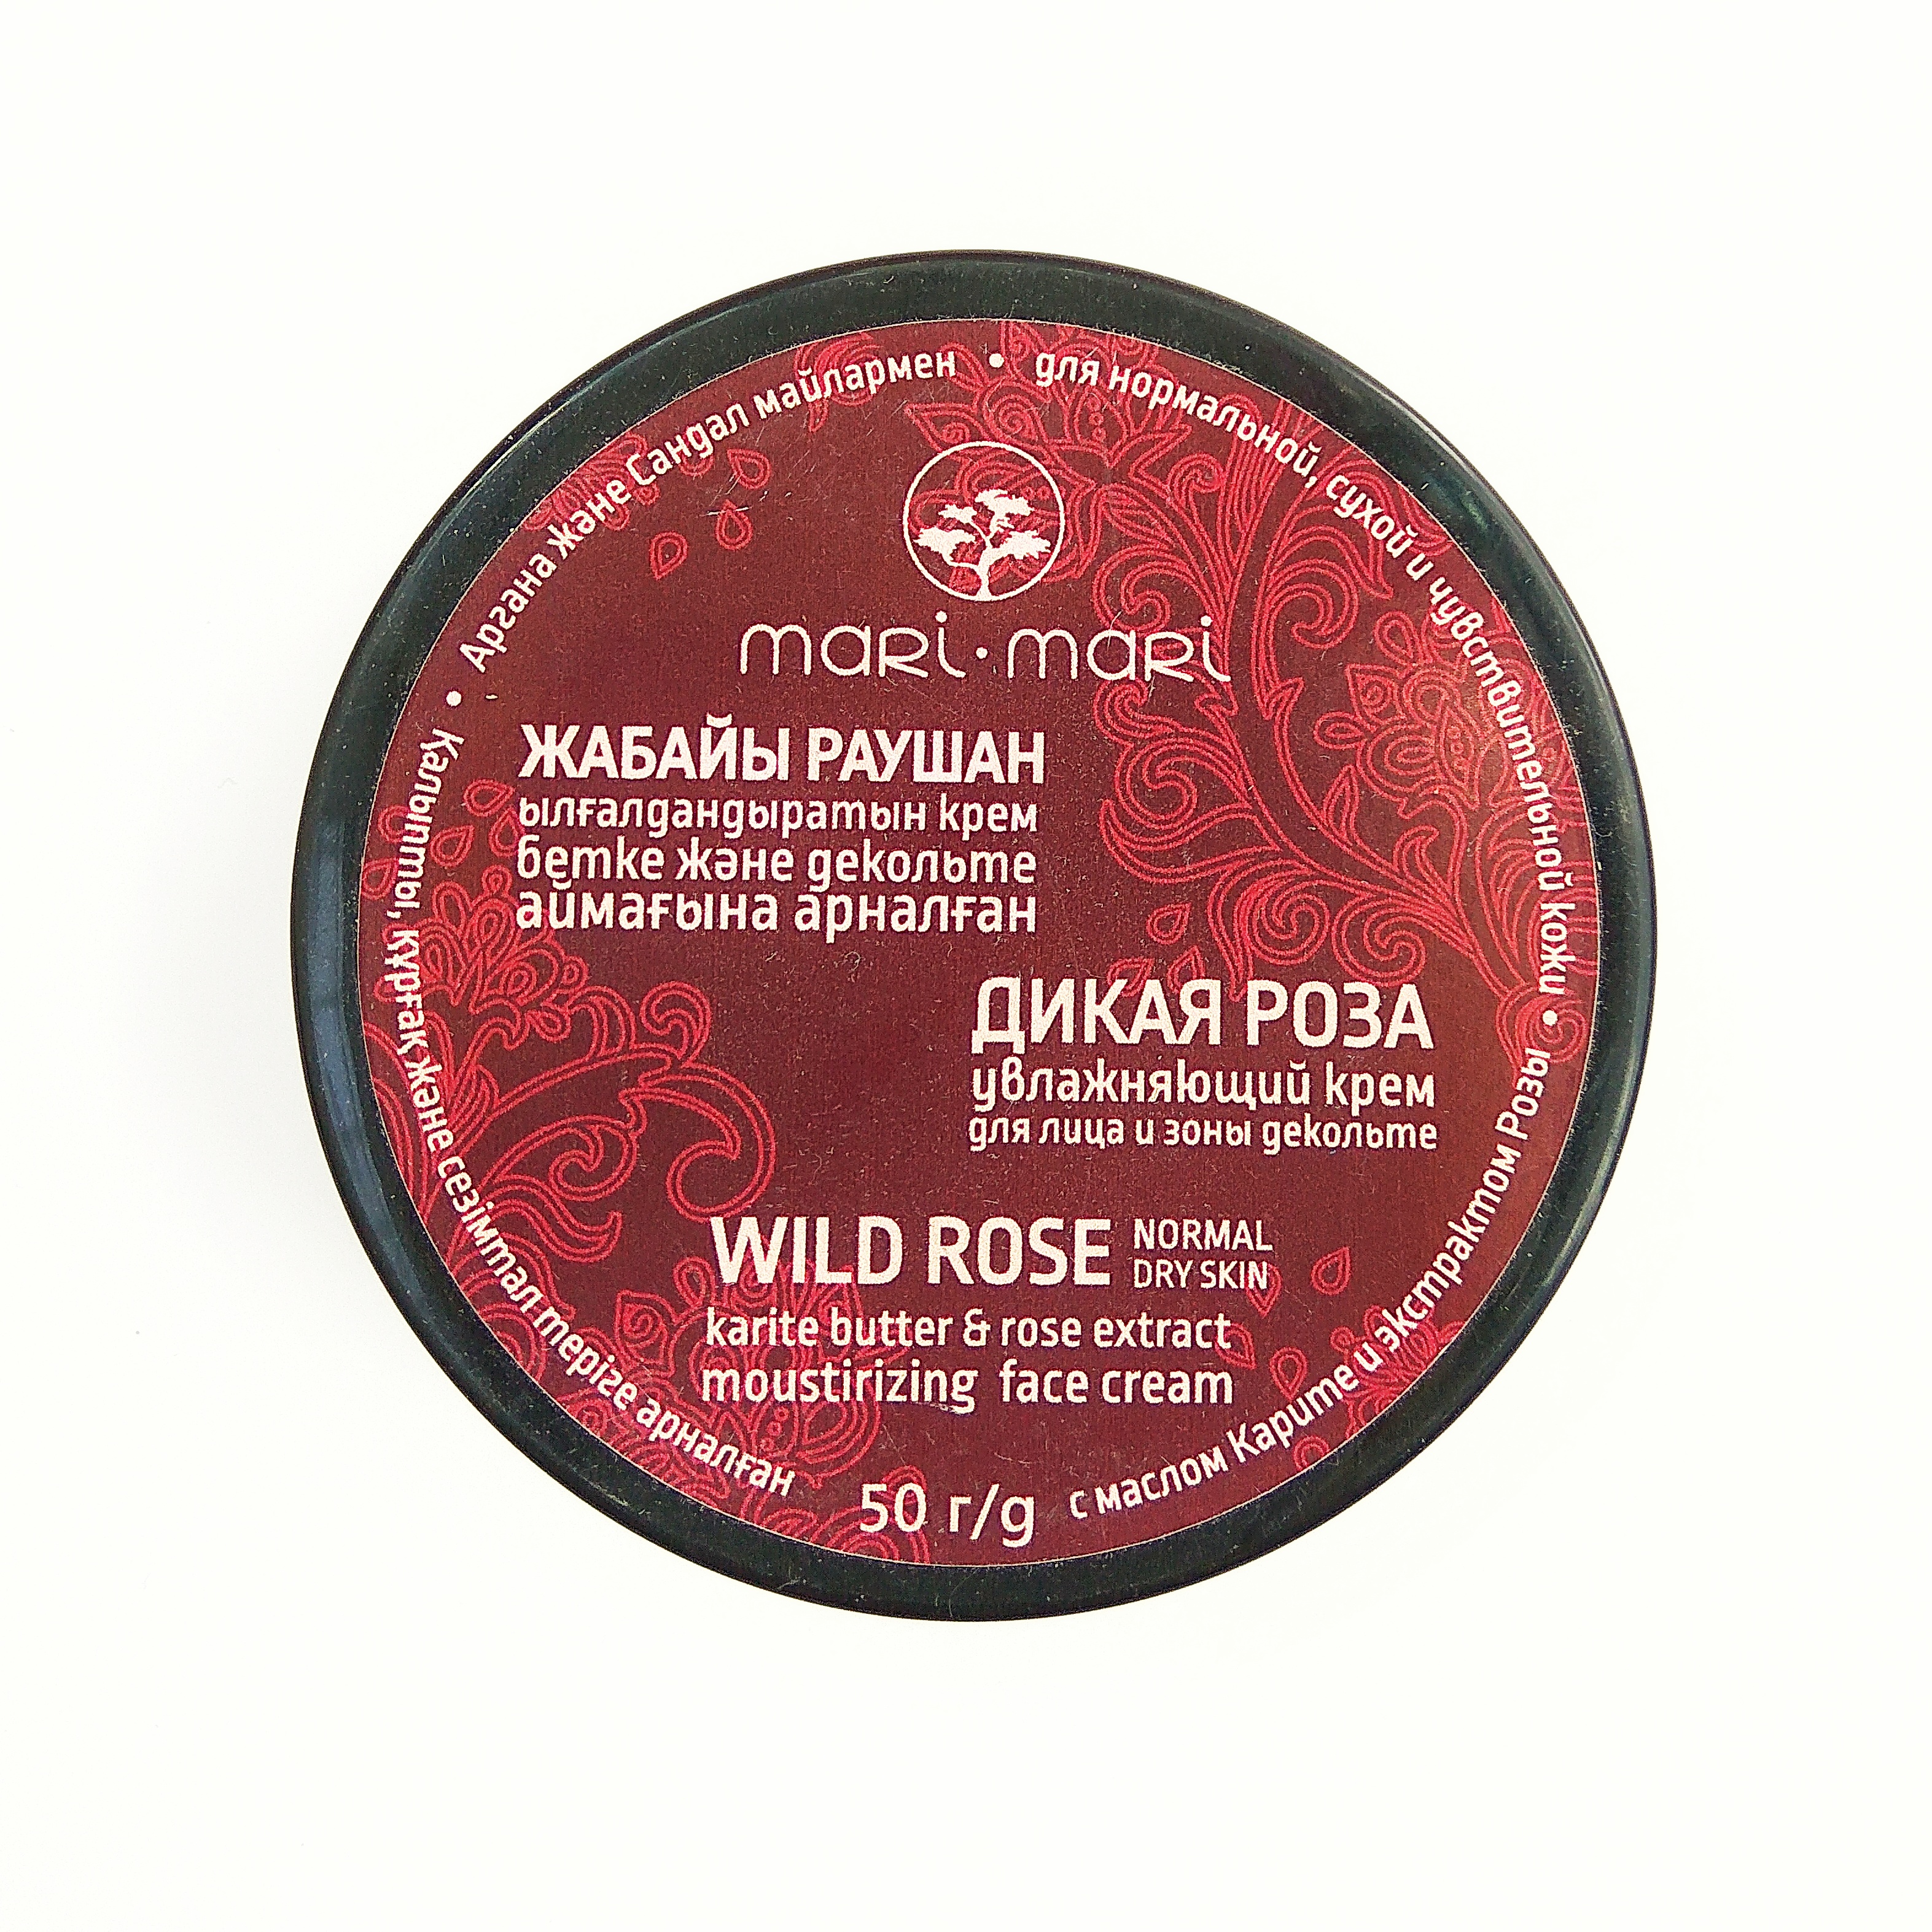 Аргана және Сандал майлармен • для нормальной, сухой и чувствительной кожи •
mari·mari
ЖАБАЙЫ РАУШАН
ылғалдандыратын крем
бетке және декольте
аймағына арналған
ДИКАЯ РОЗА
увлажняющий крем
для лица и зоны декольте
WILD ROSE NORMAL
DRY SKIN
karite butter & rose extract
moustirizing face cream
• Қалыпты, құрғақ және сезімтал теріге арналған
50 г/g
с маслом Карите и экстрактом Розы